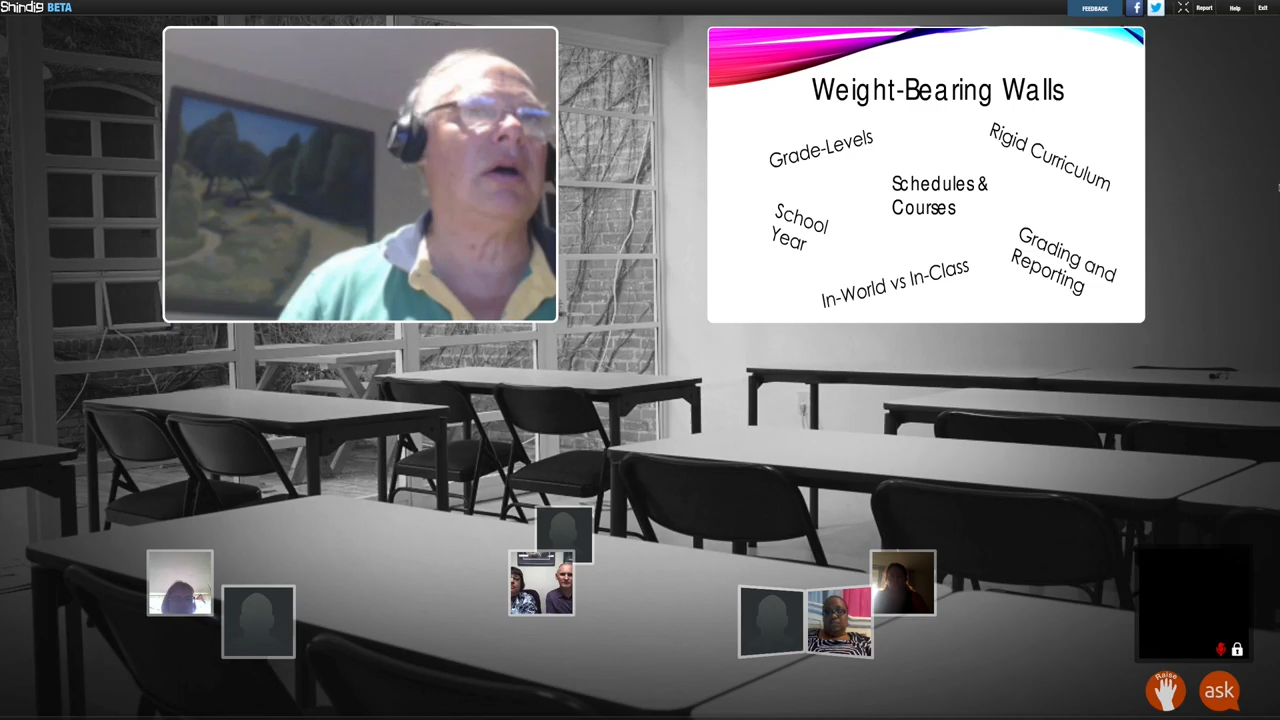 Shindig BETA
FEEDBACK
Report
Help
Exit
Weight-Bearing Walls
Grade-Levels
Rigid Curriculum
Schedules &
Courses
School
Year
Grading and
Reporting
In-World vs In-Class
Raise
ask